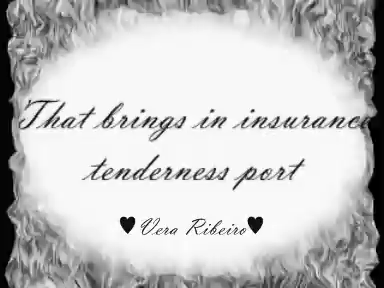 That brings in insurance
tenderness port
♥Vera Ribeiro♥